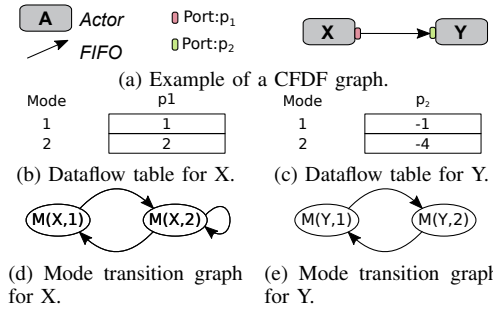 A Actor
FIFO
Port:p1
Port:p2
X Y
(a) Example of a CFDF graph.
Mode p1
1 1
2 2
Mode p2
1 -1
2 -4
(b) Dataflow table for X.
(c) Dataflow table for Y.
M(X,1) M(X,2)
M(Y,1) M(Y,2)
(d) Mode transition graph
for X.
(e) Mode transition graph
for Y.